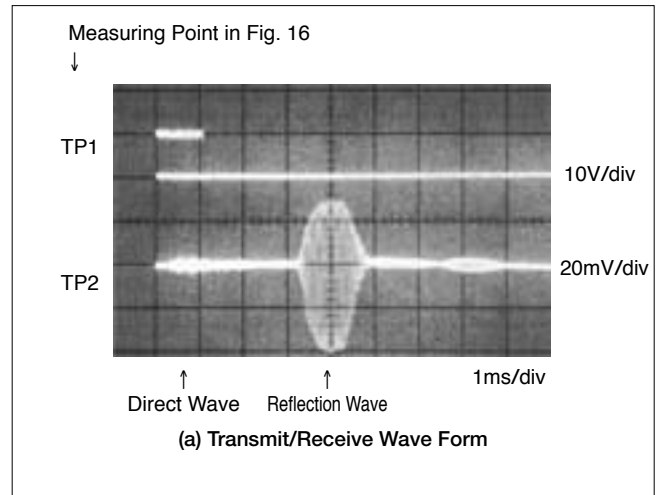 Measuring Point in Fig. 16
↓
TP1
10V/div
TP2
20mV/div
↑ ↑ 1ms/div
Direct Wave Reflection Wave
(a) Transmit/Receive Wave Form